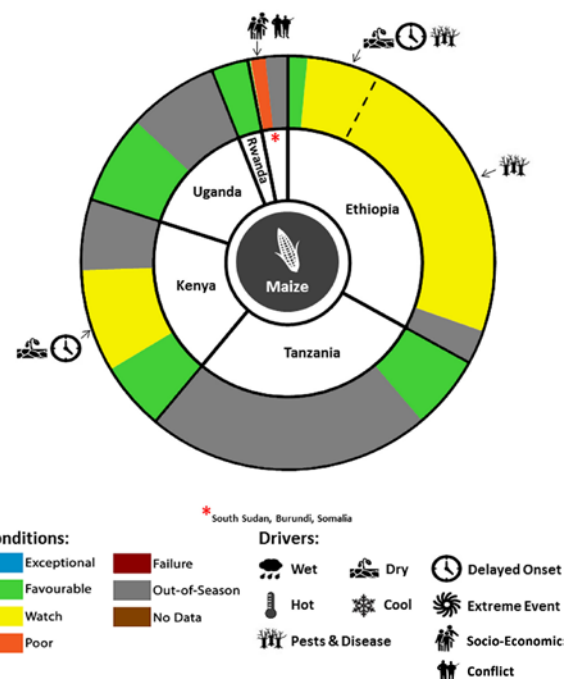 Rwanda
*
Uganda
Ethiopia
Kenya
Maize
Tanzania
*South Sudan, Burundi, Somalia
onditions:
Exceptional
Favourable
Watch
Poor
Failure
Out-of-Season
No Data
Drivers:
Wet
Dry
Delayed Onset
Hot
Cool
Extreme Event
Pests & Disease
Socio-Economic
Conflict